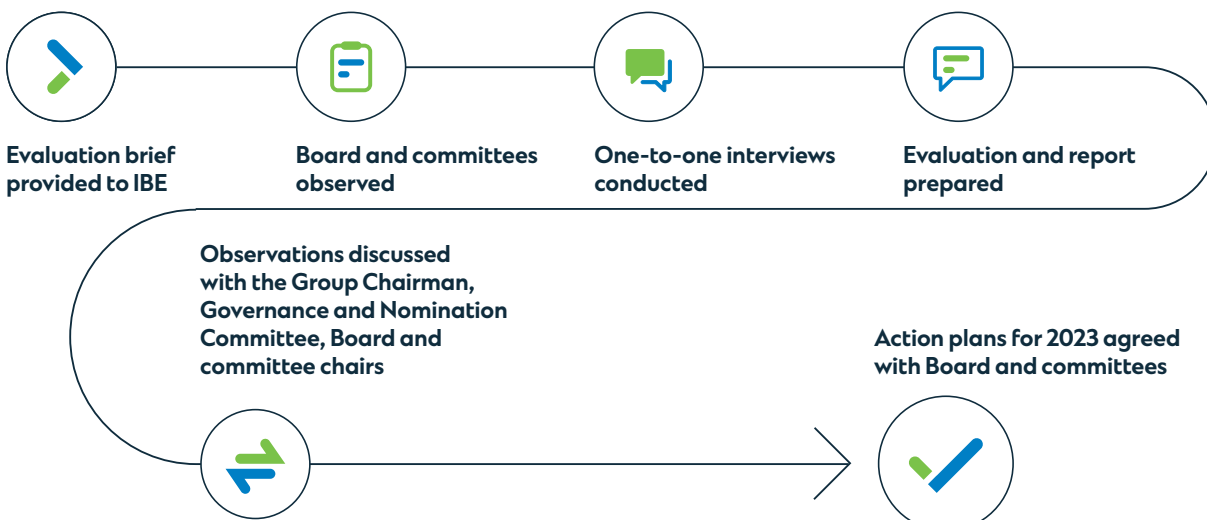 Evaluation brief
provided to IBE
Board and committees
observed
One-to-one interviews
conducted
Evaluation and report
prepared
Observations discussed
with the Group Chairman,
Governance and Nomination
Committee, Board and
committee chairs
Action plans for 2023 agreed
with Board and committees